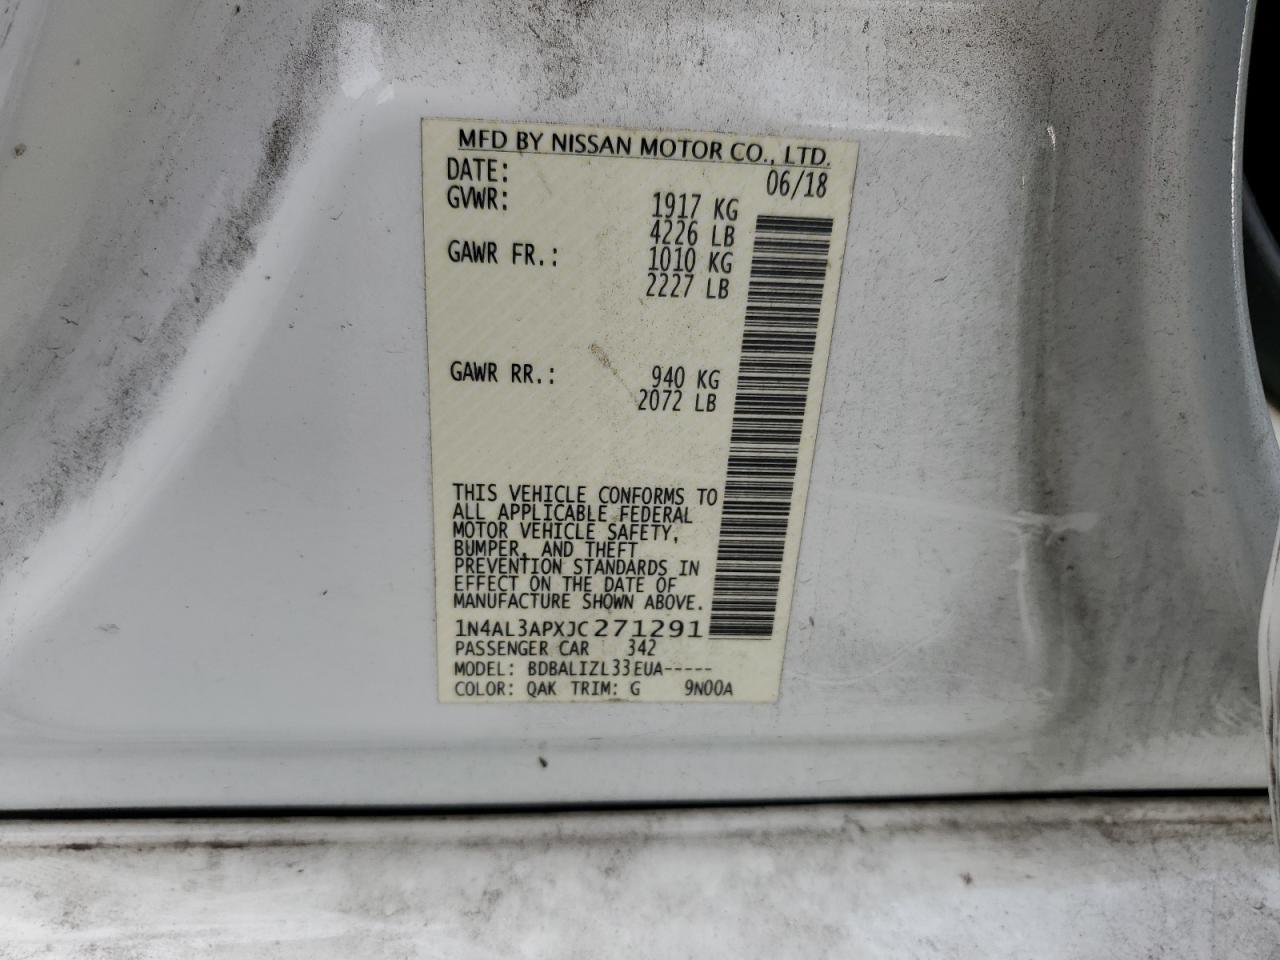 MFD BY NISSAN MOTOR CO., LTD.
DATE: 06/18
GVWR: 1917 KG
4226 LB
GAWR FR.: 1010 KG
2227 LB
GAWR RR.: 940 KG
2072 LB
THIS VEHICLE CONFORMS TO
ALL APPLICABLE FEDERAL
MOTOR VEHICLE SAFETY,
BUMPER, AND THEFT
PREVENTION STANDARDS IN
EFFECT ON THE DATE OF
MANUFACTURE SHOWN ABOVE.
1N4AL3APXJC271291
PASSENGER CAR 342
MODEL: BDBALIZL33EUA-----
COLOR: QAK TRIM: G 9N00A